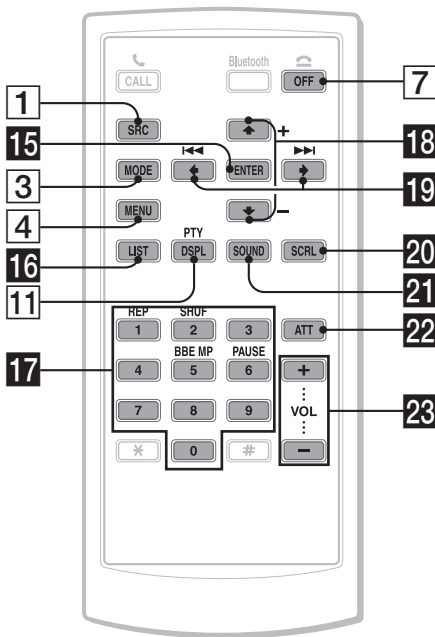 Bluetooth
CALL OFF 7
1 SRC + 18
15 ENTER 19
3 MODE
4 MENU −
PTY
16 LIST DSPL SOUND SCRL 20
11 21
REP SHUF
1 2 3 ATT 22
BBE MP PAUSE
17 4 5 6 +
7 8 9 VOL 23
* 0 # −